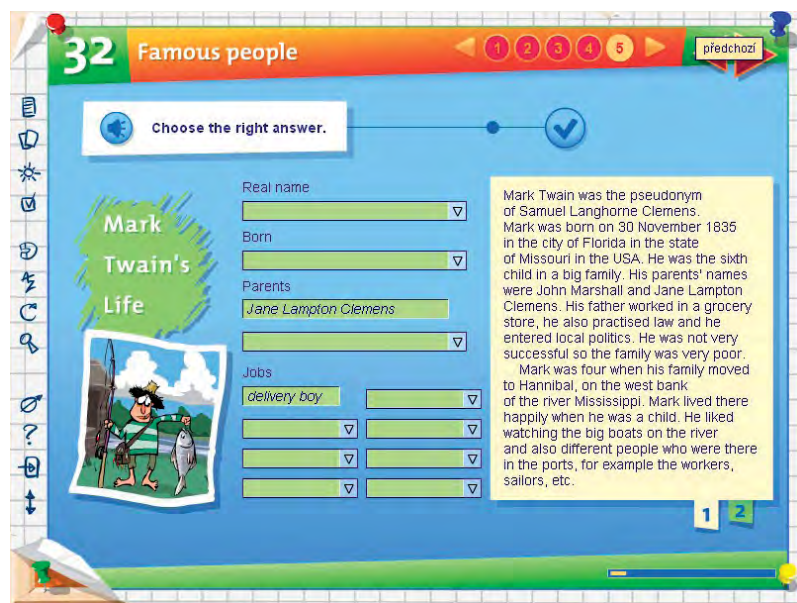 32 Famous people
1 2 3 4 5
předchozí
Choose the right answer.
Mark
Twain's
Life
Real name
Born
Parents
Jane Lampton Clemens
Jobs
delivery boy
Mark Twain was the pseudonym
of Samuel Langhorne Clemens.
Mark was born on 30 November 1835
in the city of Florida in the state
of Missouri in the USA. He was the sixth
child in a big family. His parents' names
were John Marshall and Jane Lampton
Clemens. His father worked in a grocery
store, he also practised law and he
entered local politics. He was not very
successful so the family was very poor.
Mark was four when his family moved
to Hannibal, on the west bank
of the river Mississippi. Mark lived there
happily when he was a child. He liked
watching the big boats on the river
and also different people who were there
in the ports, for example the workers,
sailors, etc.
1 2